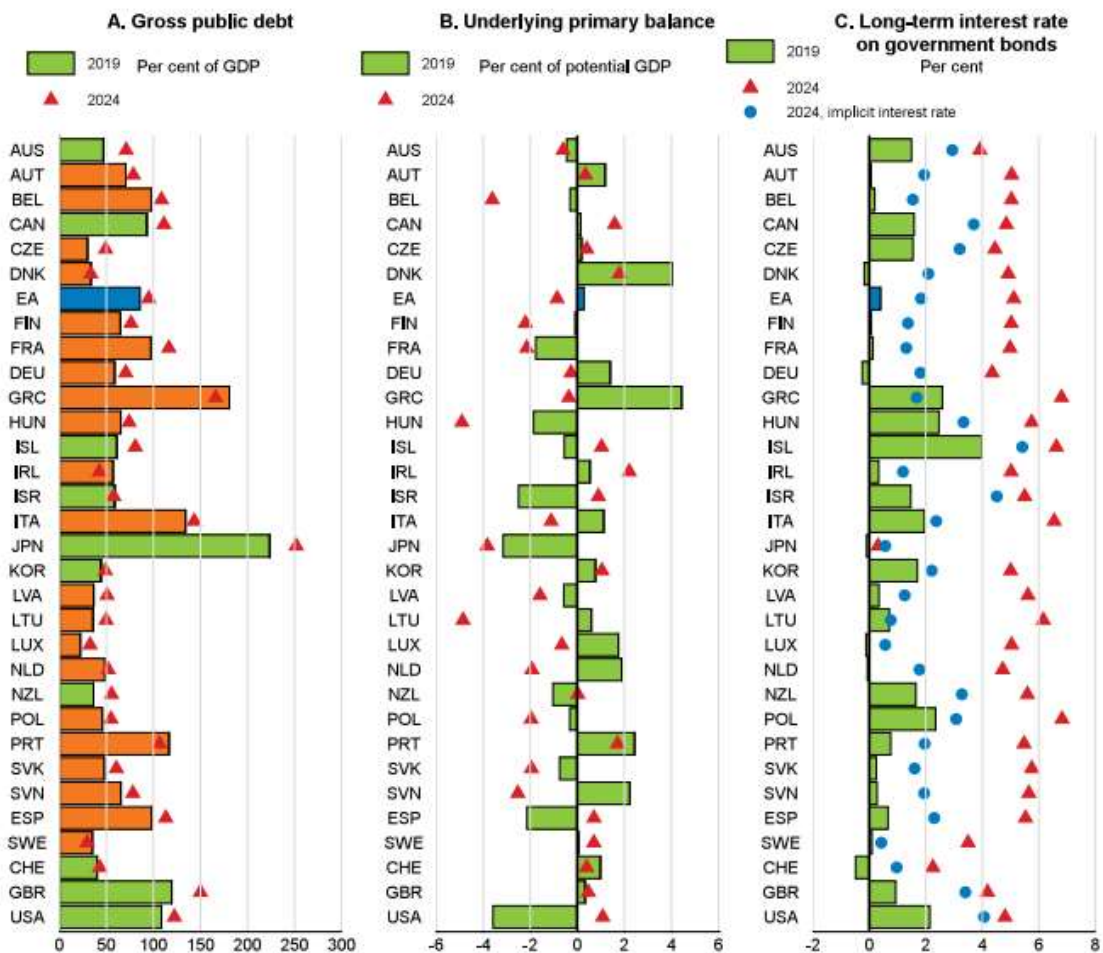 A. Gross public debt
2019 Per cent of GDP
2024
B. Underlying primary balance
2019 Per cent of potential GDP
2024
C. Long-term interest rate
on government bonds
Per cent
2019
2024
2024, implicit interest rate
AUS
AUT
BEL
CAN
CZE
DNK
EA
FIN
FRA
DEU
GRC
HUN
ISL
IRL
ISR
ITA
JPN
KOR
LVA
LTU
LUX
NLD
NZL
POL
PRT
SVK
SVN
ESP
SWE
CHE
GBR
USA
0 50 100 150 200 250 300
AUS
AUT
BEL
CAN
CZE
DNK
EA
FIN
FRA
DEU
GRC
HUN
ISL
IRL
ISR
ITA
JPN
KOR
LVA
LTU
LUX
NLD
NZL
POL
PRT
SVK
SVN
ESP
SWE
CHE
GBR
USA
-6 -4 -2 0 2 4 6
AUS
AUT
BEL
CAN
CZE
DNK
EA
FIN
FRA
DEU
GRC
HUN
ISL
IRL
ISR
ITA
JPN
KOR
LVA
LTU
LUX
NLD
NZL
POL
PRT
SVK
SVN
ESP
SWE
CHE
GBR
USA
-2 0 2 4 6 8